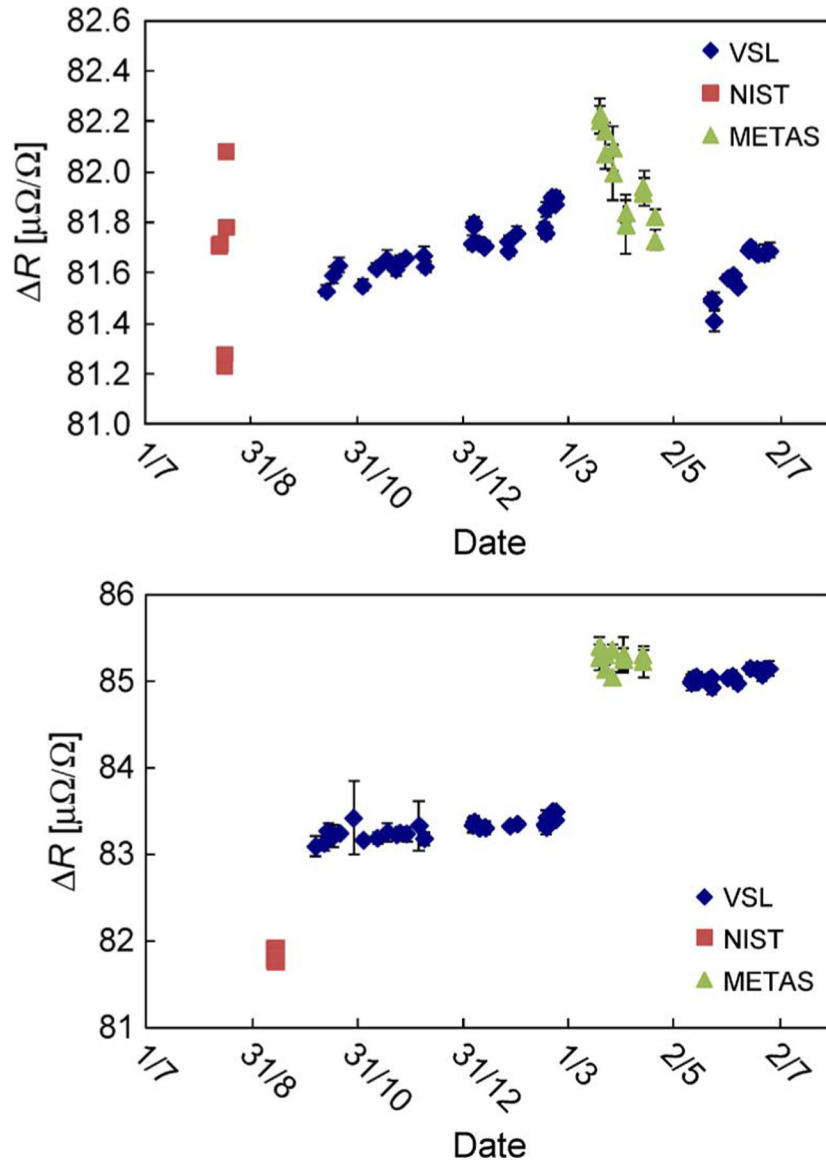 82.6
82.4
82.2
82.0
81.8
81.6
81.4
81.2
81.0
ΔR [μΩ/Ω]
VSL
NIST
METAS
1/7
31/8
31/10
31/12
1/3
2/5
2/7
Date
86
85
84
83
82
81
ΔR [μΩ/Ω]
VSL
NIST
METAS
1/7
31/8
31/10
31/12
1/3
2/5
2/7
Date